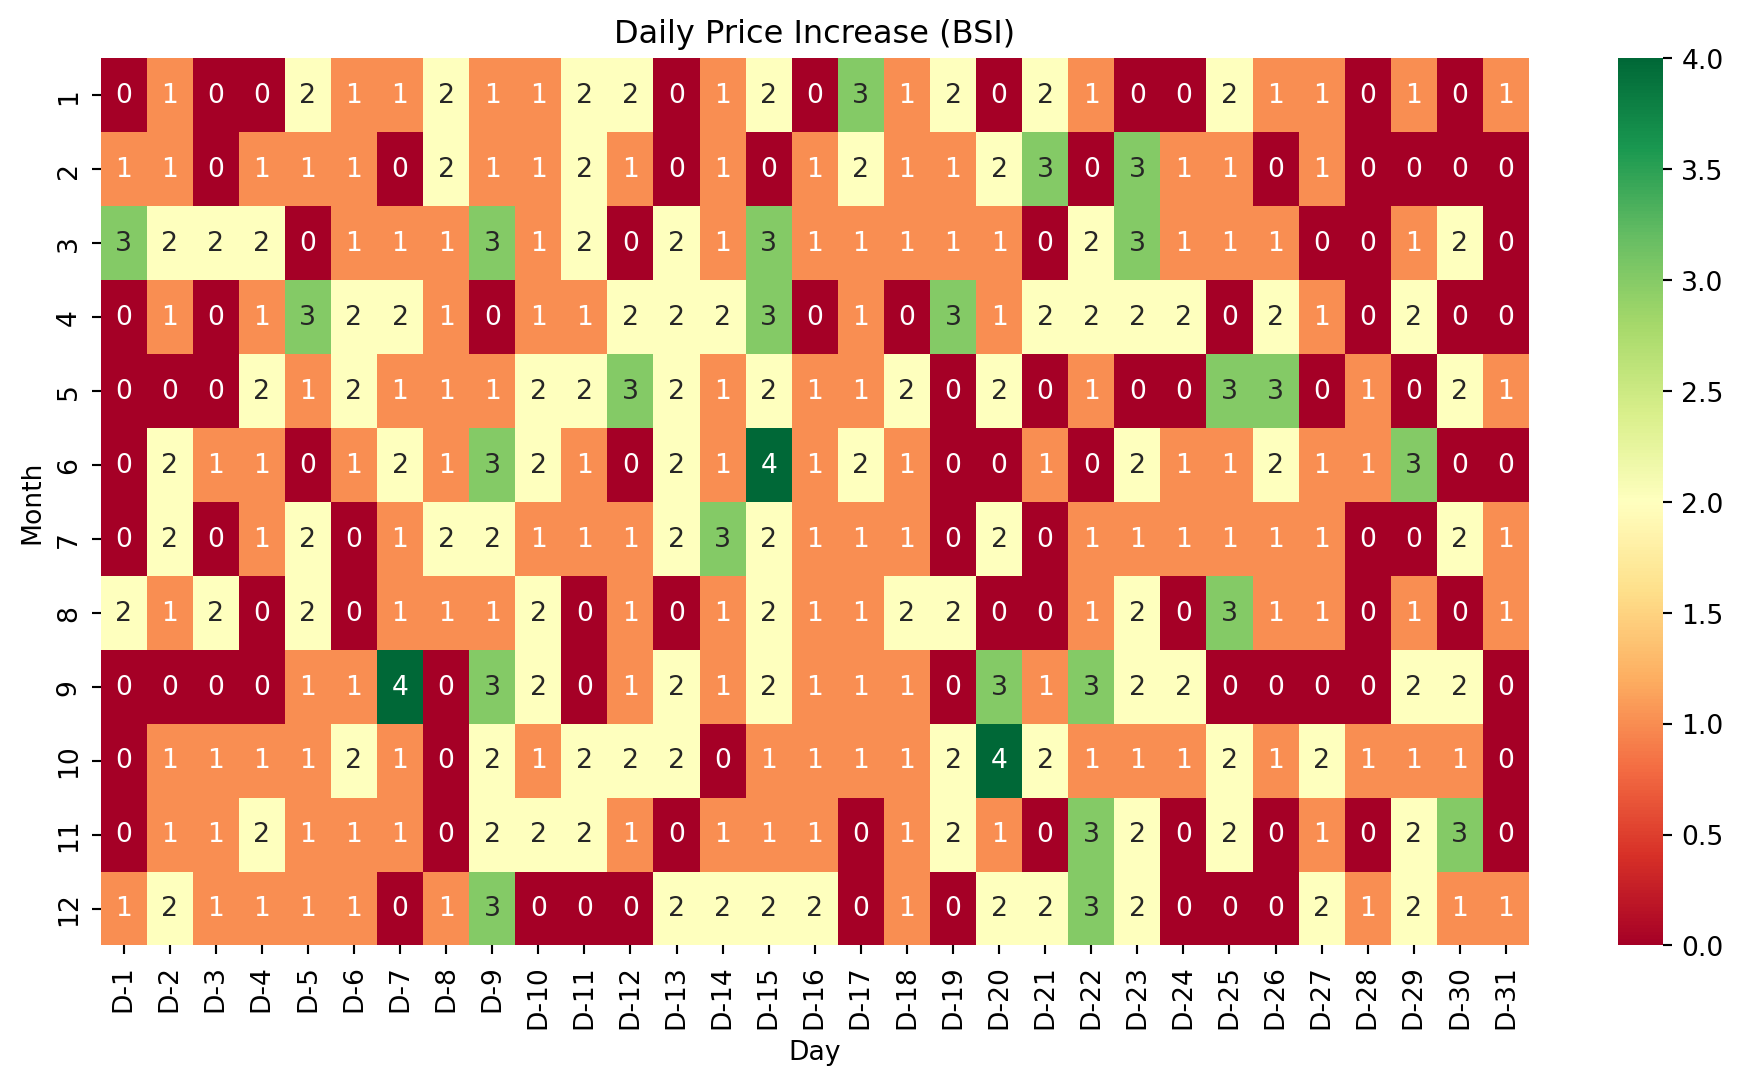 Daily Price Increase (BSI)
1 0 1 0 0 2 1 1 2 1 1 2 2 0 1 2 0 3 1 2 0 2 1 0 0 2 1 1 0 1 0 1
2 1 1 0 1 1 1 0 2 1 1 2 1 0 1 0 1 2 1 1 2 3 0 3 1 1 0 1 0 0 0 0
3 3 2 2 2 0 1 1 1 3 1 2 0 2 1 3 1 1 1 1 1 0 2 3 1 1 1 0 0 1 2 0
4 0 1 0 1 3 2 2 1 0 1 1 2 2 2 3 0 1 0 3 1 2 2 2 2 0 2 1 0 2 0 0
5 0 0 0 2 1 2 1 1 1 2 2 3 2 1 2 1 1 2 0 2 0 1 0 0 3 3 0 1 0 2 1
6 0 2 1 1 0 1 2 1 3 2 1 0 2 1 4 1 2 1 0 0 1 0 2 1 1 2 1 1 3 0 0
7 0 2 0 1 2 0 1 2 2 1 1 1 2 3 2 1 1 1 0 2 0 1 1 1 1 1 1 0 0 2 1
8 2 1 2 0 2 0 1 1 1 2 0 1 0 1 2 1 1 2 2 0 0 1 2 0 3 1 1 0 1 0 1
9 0 0 0 0 1 1 4 0 3 2 0 1 2 1 2 1 1 1 0 3 1 3 2 2 0 0 0 0 2 2 0
10 0 1 1 1 1 2 1 0 2 1 2 2 2 0 1 1 1 1 2 4 2 1 1 1 2 1 2 1 1 1 0
11 0 1 1 2 1 1 1 0 2 2 2 1 0 1 1 1 0 1 2 1 0 3 2 0 2 0 1 0 2 3 0
12 1 2 1 1 1 1 0 1 3 0 0 0 2 2 2 2 0 1 0 2 2 3 2 0 0 0 2 1 2 1 1
Month
D-1 D-2 D-3 D-4 D-5 D-6 D-7 D-8 D-9 D-10 D-11 D-12 D-13 D-14 D-15 D-16 D-17 D-18 D-19 D-20 D-21 D-22 D-23 D-24 D-25 D-26 D-27 D-28 D-29 D-30 D-31
Day
4.0
3.5
3.0
2.5
2.0
1.5
1.0
0.5
0.0